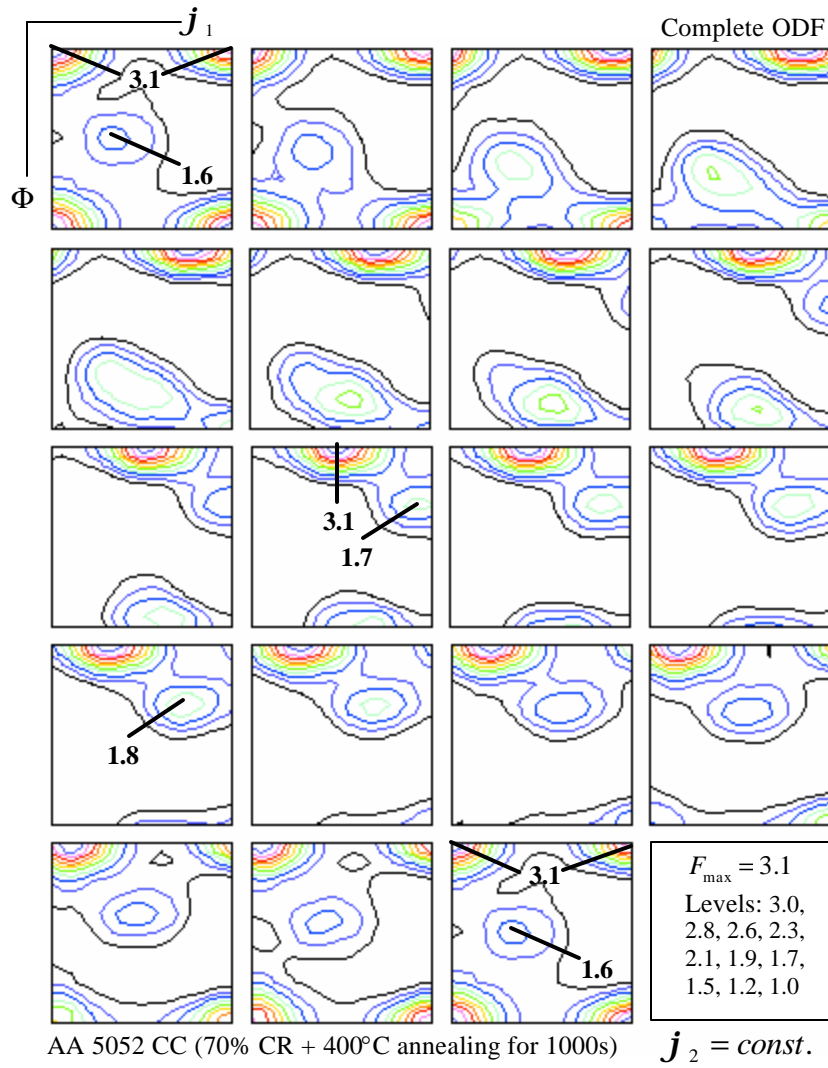 j 1
Complete ODF
Φ
3.1
1.6
3.1
1.7
1.8
3.1
1.6
F max = 3.1
Levels: 3.0,
2.8, 2.6, 2.3,
2.1, 1.9, 1.7,
1.5, 1.2, 1.0
AA 5052 CC (70% CR + 400°C annealing for 1000s)
j 2 = const.